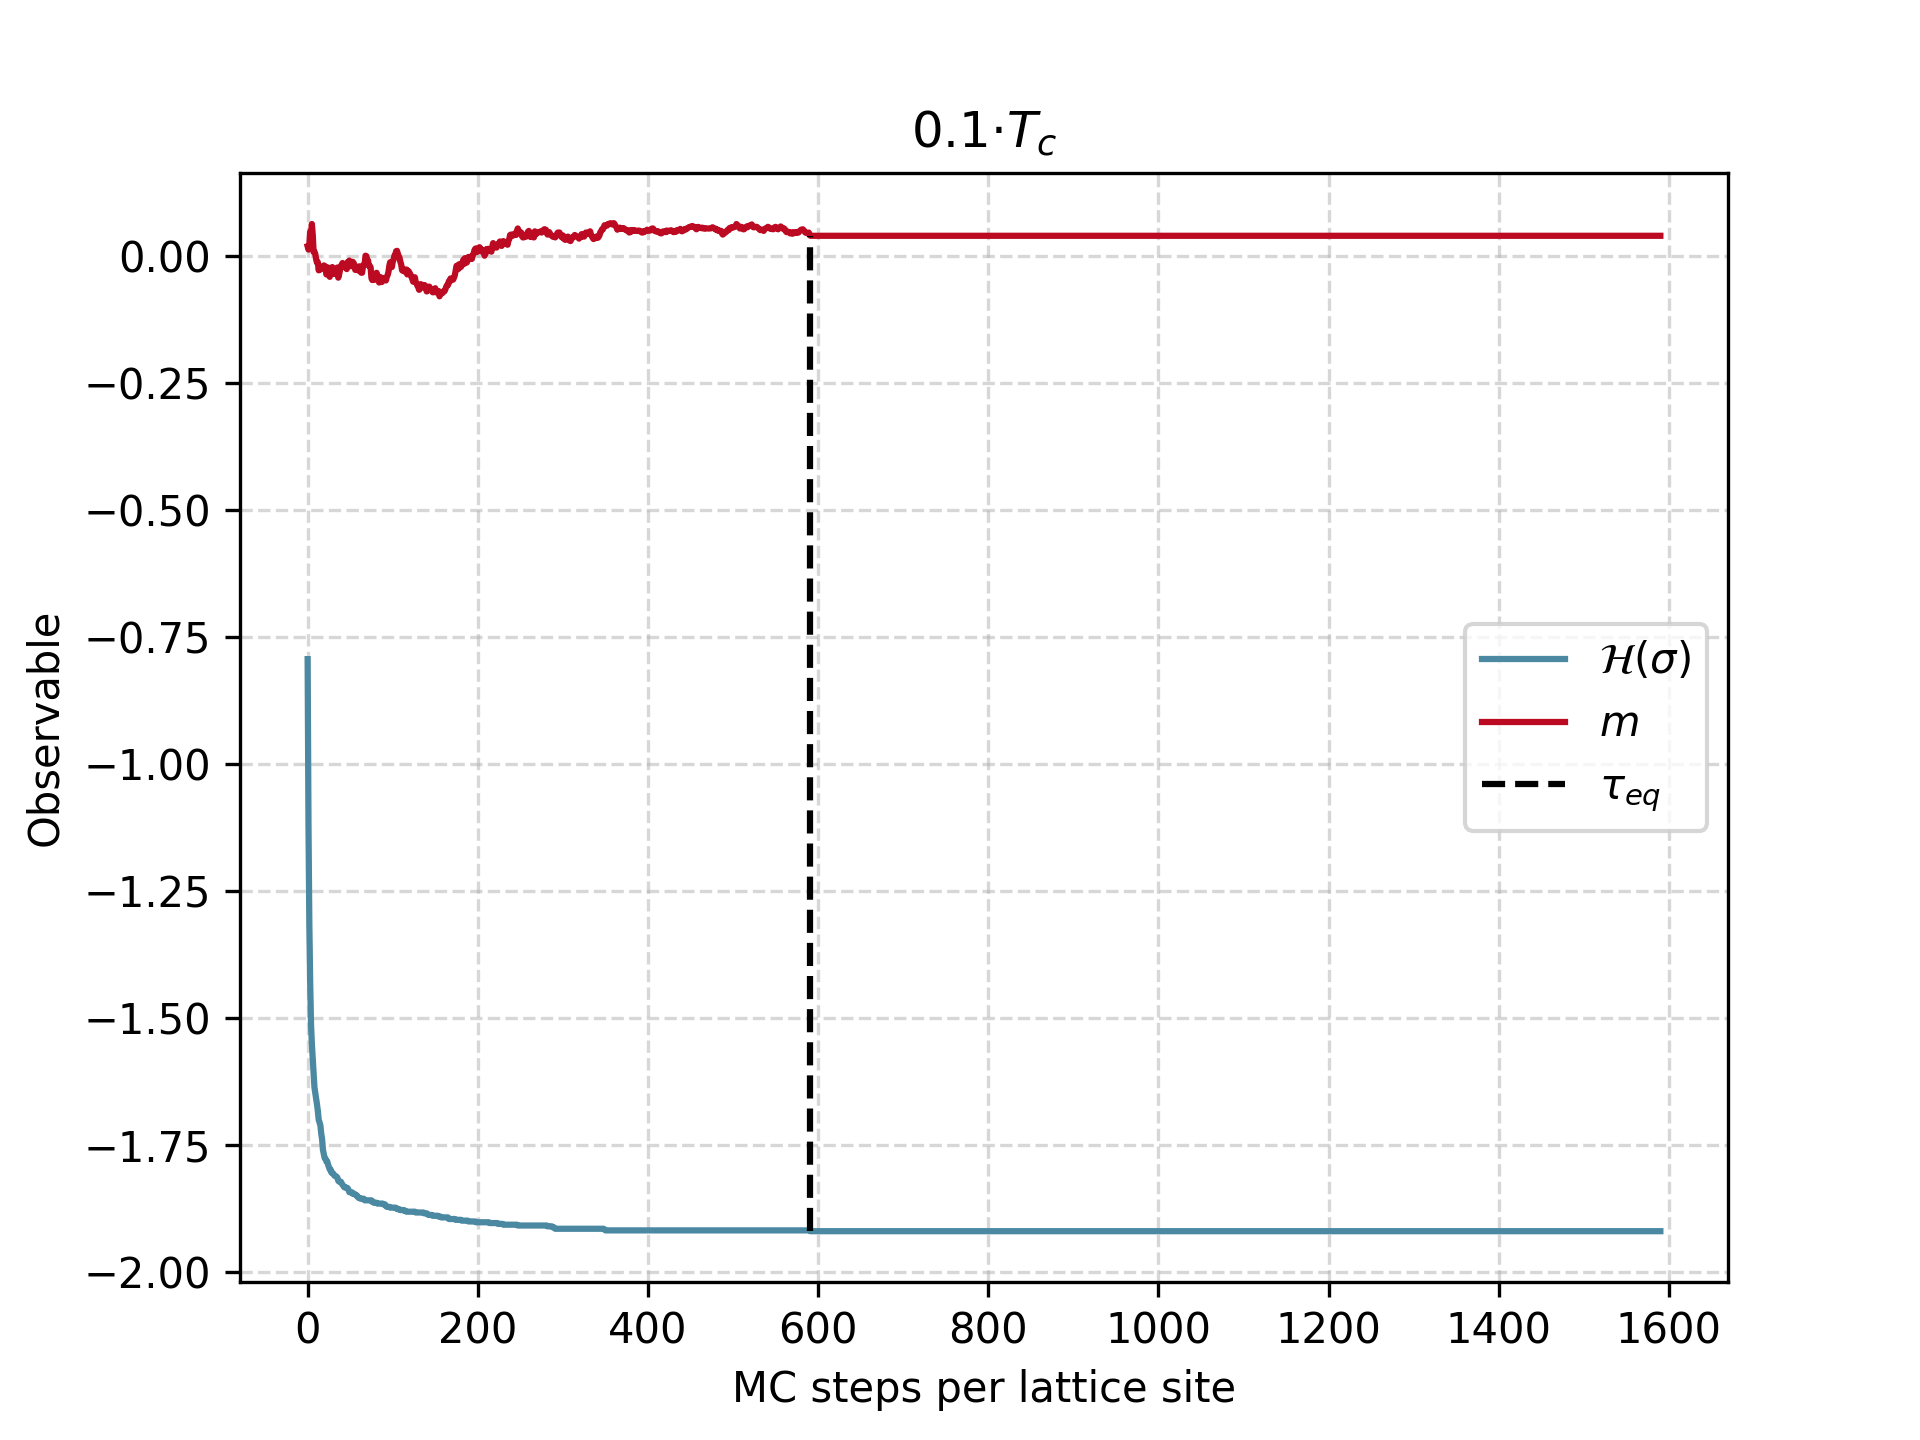 0.1·T_c
Observable
0.00
−0.25
−0.50
−0.75
−1.00
−1.25
−1.50
−1.75
−2.00
ℋ(σ)
m
τ_eq
0 200 400 600 800 1000 1200 1400 1600
MC steps per lattice site